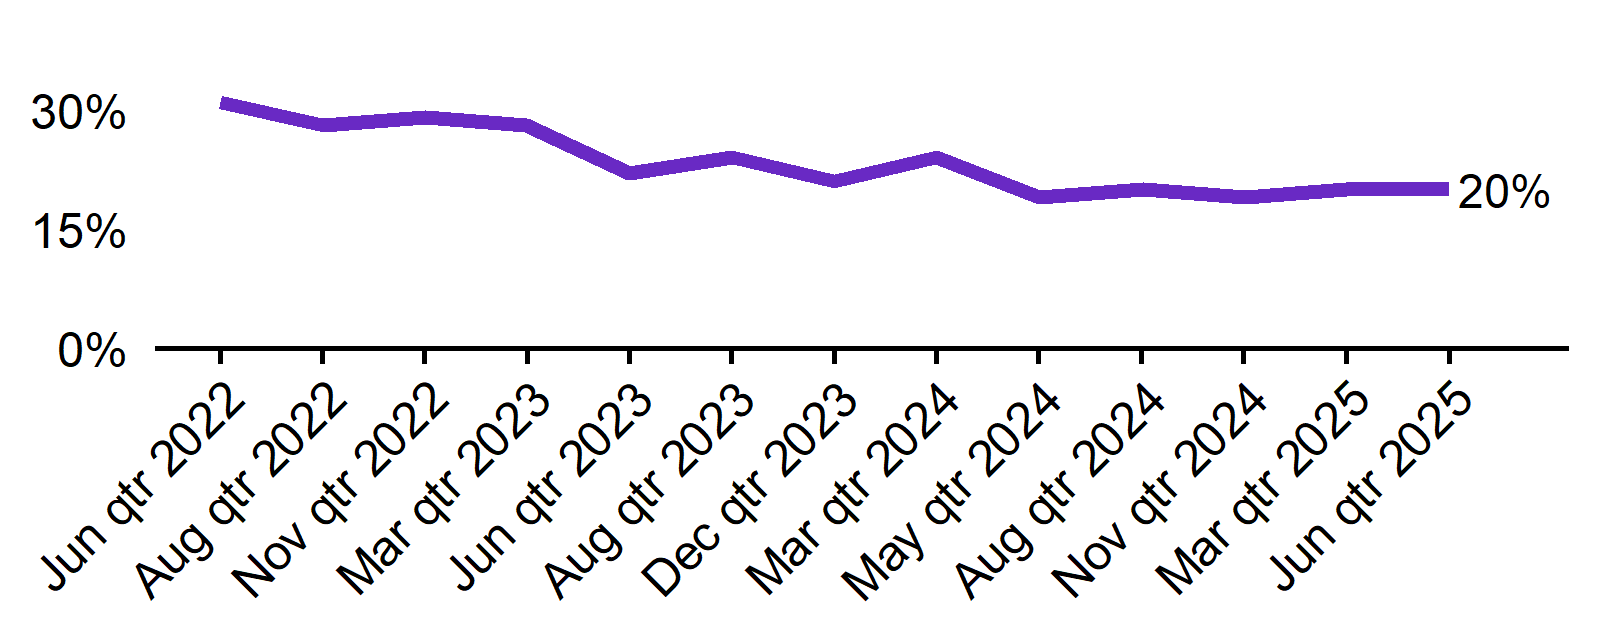 30%
15%
0%
20%
Jun qtr 2022
Aug qtr 2022
Nov qtr 2022
Mar qtr 2023
Jun qtr 2023
Aug qtr 2023
Dec qtr 2023
Mar qtr 2024
May qtr 2024
Aug qtr 2024
Nov qtr 2024
Mar qtr 2025
Jun qtr 2025